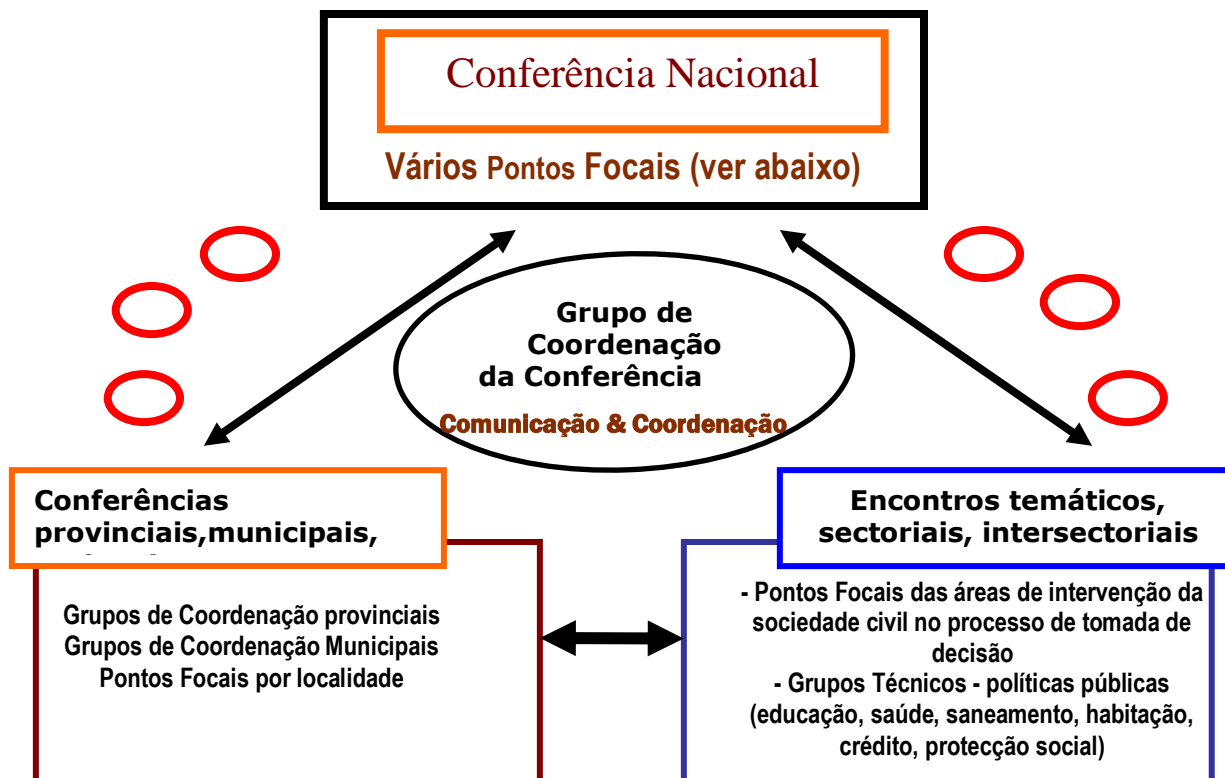 Conferência Nacional
Vários Pontos Focais (ver abaixo)
Grupo de
Coordenação
da Conferência
Comunicação & Coordenação
Conferências
provinciais,municipais,
Grupos de Coordenação provinciais
Grupos de Coordenação Municipais
Pontos Focais por localidade
Encontros temáticos,
sectoriais, intersectoriais
- Pontos Focais das áreas de intervenção da
sociedade civil no processo de tomada de
decisão
- Grupos Técnicos - políticas públicas
(educação, saúde, saneamento, habitação,
crédito, protecção social)